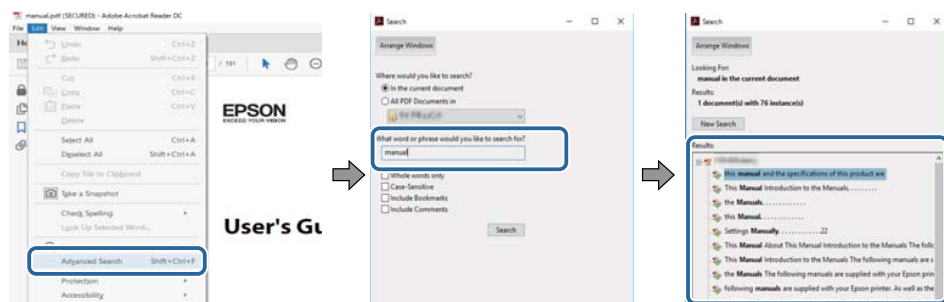 manual.pdf (SECURED) - Adobe Acrobat Reader DC
File Edit View Window Help
Undo Ctrl+Z
Redo Shift+Ctrl+Z
Cut Ctrl+X
Copy Ctrl+C
Paste Ctrl+V
Delete
Select All Ctrl+A
Deselect All Shift+Ctrl+A
Copy File to Clipboard
Take a Snapshot
Check Spelling
Look Up Selected Word...
Advanced Search Shift+Ctrl+F
Protection
Accessibility
/ 191
EPSON
EXCEED YOUR VISION
User's Gu
Search
Arrange Windows
Where would you like to search?
In the current document
All PDF Documents in
What word or phrase would you like to search for?
manual
Whole words only
Case-Sensitive
Include Bookmarks
Include Comments
Search
Search
Arrange Windows
Looking For:
manual in the current document
Results:
1 document(s) with 76 instance(s)
New Search
Results:
this manual and the specifications of this product are
This Manual Introduction to the Manuals. . . . . . . . .
the Manuals. . . . . . . . . . . . .
this Manual. . . . . . . . . . . . .
Settings Manually. . . . . . . . . . . . .22
This Manual About This Manual Introduction to the Manuals The follo
This Manual Introduction to the Manuals The following manuals are s
the Manuals The following manuals are supplied with your Epson prin
following manuals are supplied with your Epson printer. As well as the